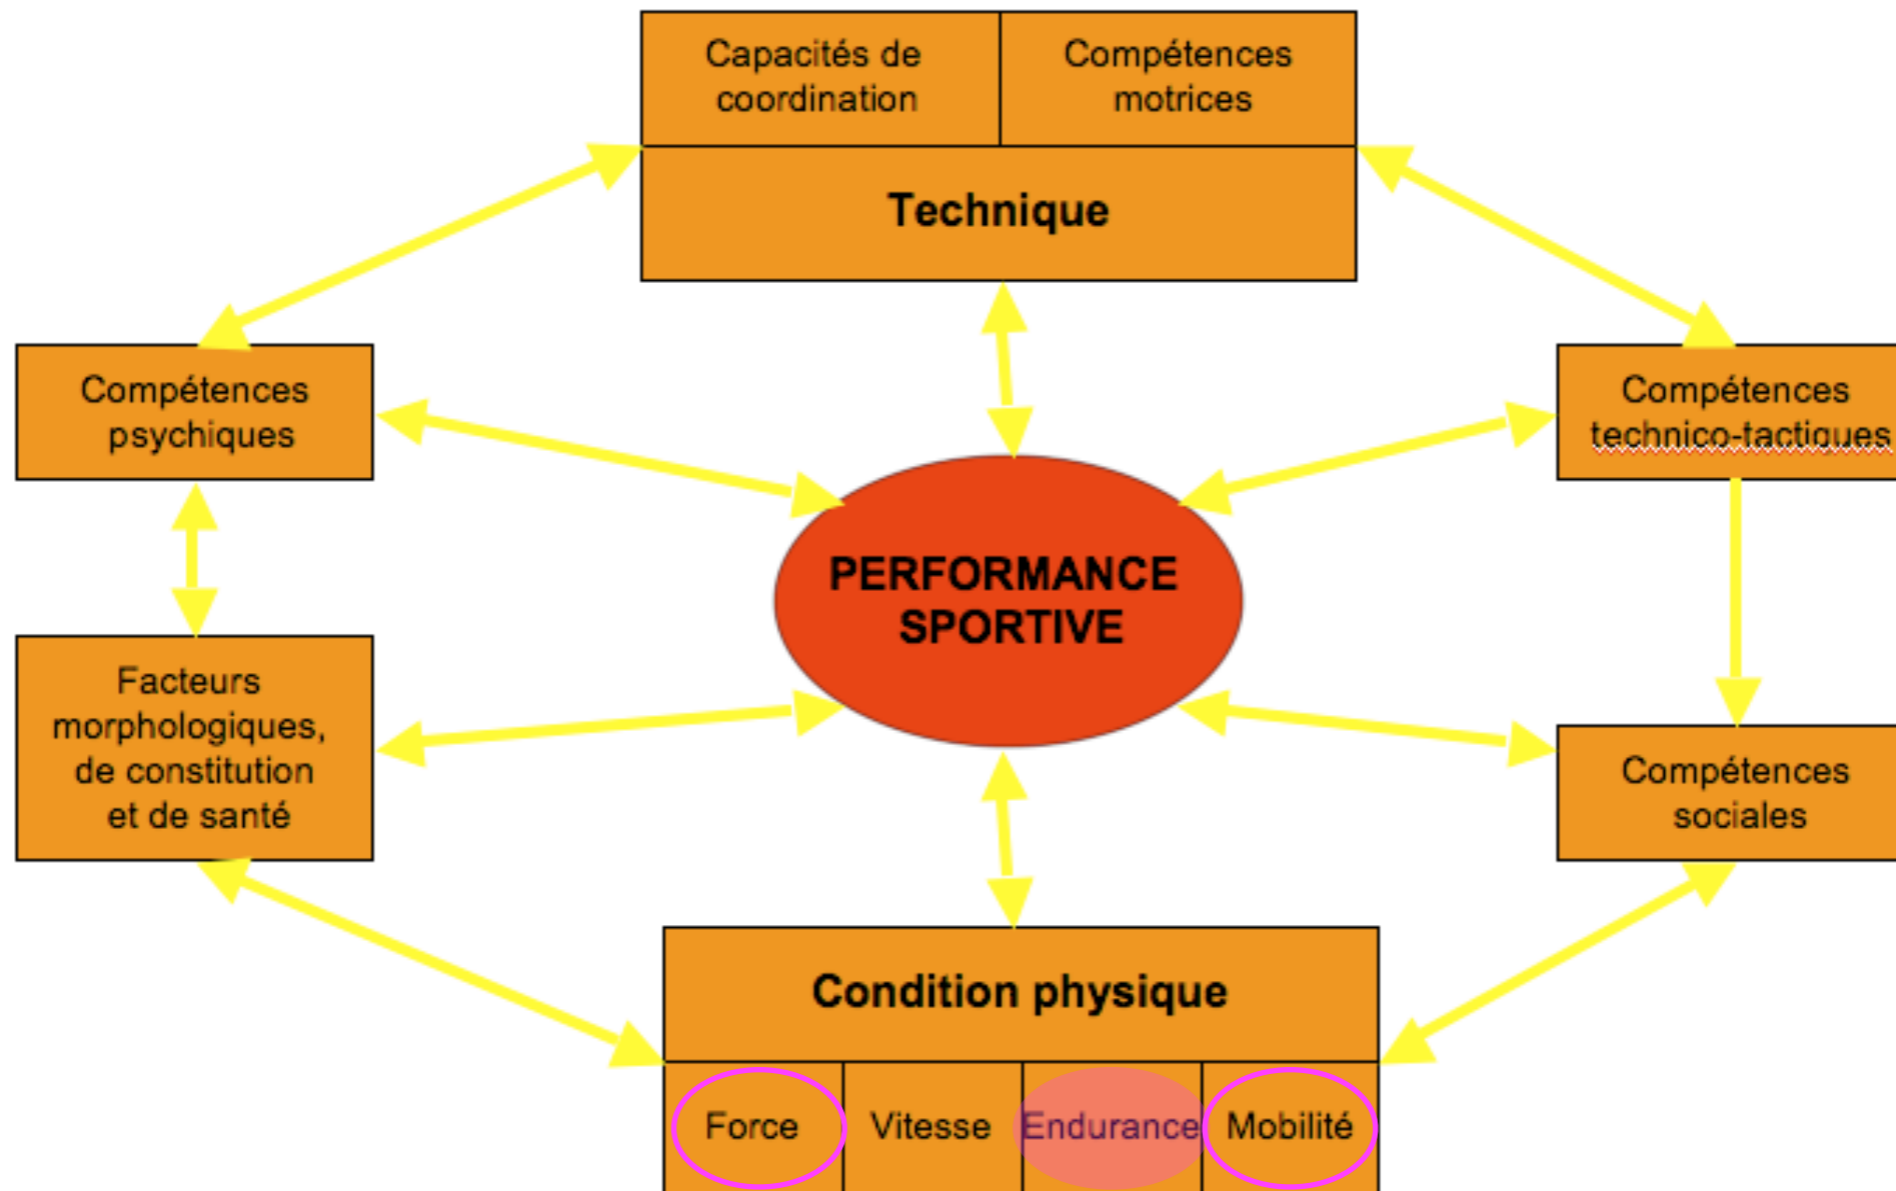 Capacités de
coordination
Compétences
motrices
Technique
Compétences
psychiques
Compétences
technico-tactiques
PERFORMANCE
SPORTIVE
Facteurs
morphologiques,
de constitution
et de santé
Compétences
sociales
Condition physique
Force
Vitesse
Endurance
Mobilité